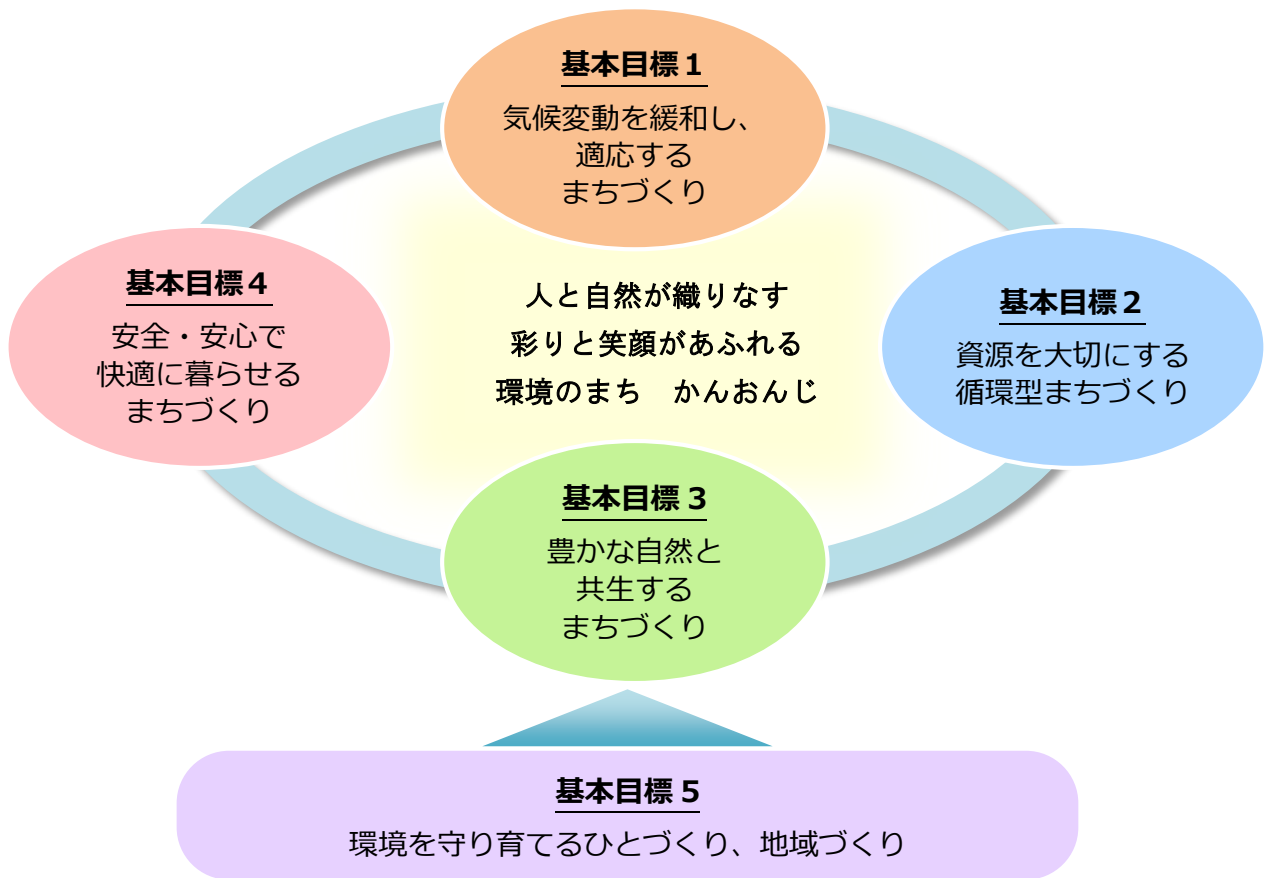 基本目標１
気候変動を緩和し、
適応する
まちづくり
基本目標２
資源を大切にする
循環型まちづくり
基本目標３
豊かな自然と
共生する
まちづくり
基本目標４
安全・安心で
快適に暮らせる
まちづくり
人と自然が織りなす
彩りと笑顔があふれる
環境のまち　かんおんじ
基本目標５
環境を守り育てるひとづくり、地域づくり